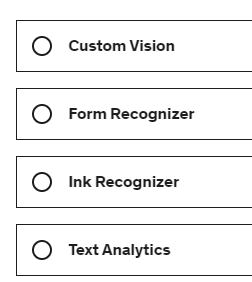 Custom Vision
Form Recognizer
Ink Recognizer
Text Analytics